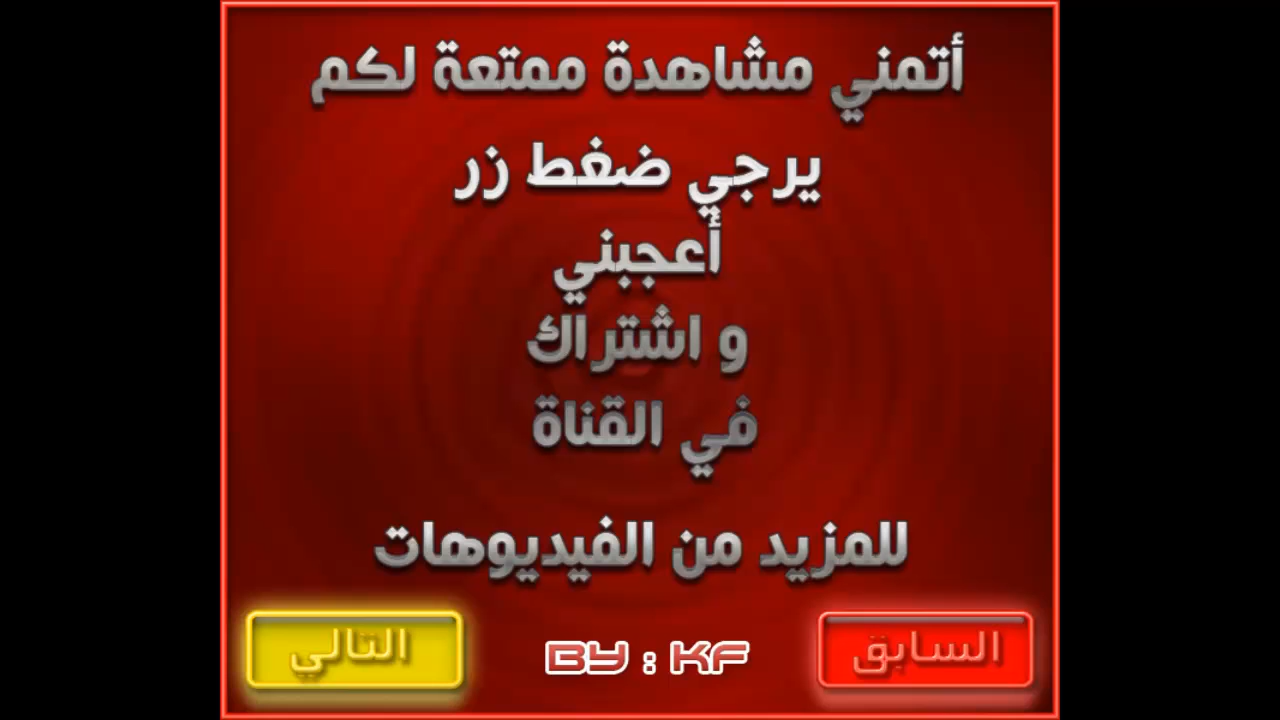 أتمني مشاهدة ممتعة لكم
يرجي ضغط زر
أعجبني
و اشتراك
في القناة
للمزيد من الفيديوهات
السابق
BY : KF
التالي